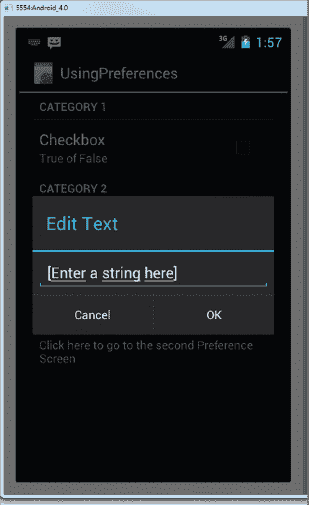 5554:Android_4.0
3G 1:57
UsingPreferences
CATEGORY 1
Checkbox
True of False
CATEGORY 2
Edit Text
[Enter a string here]
Cancel OK
Click here to go to the second Preference
Screen